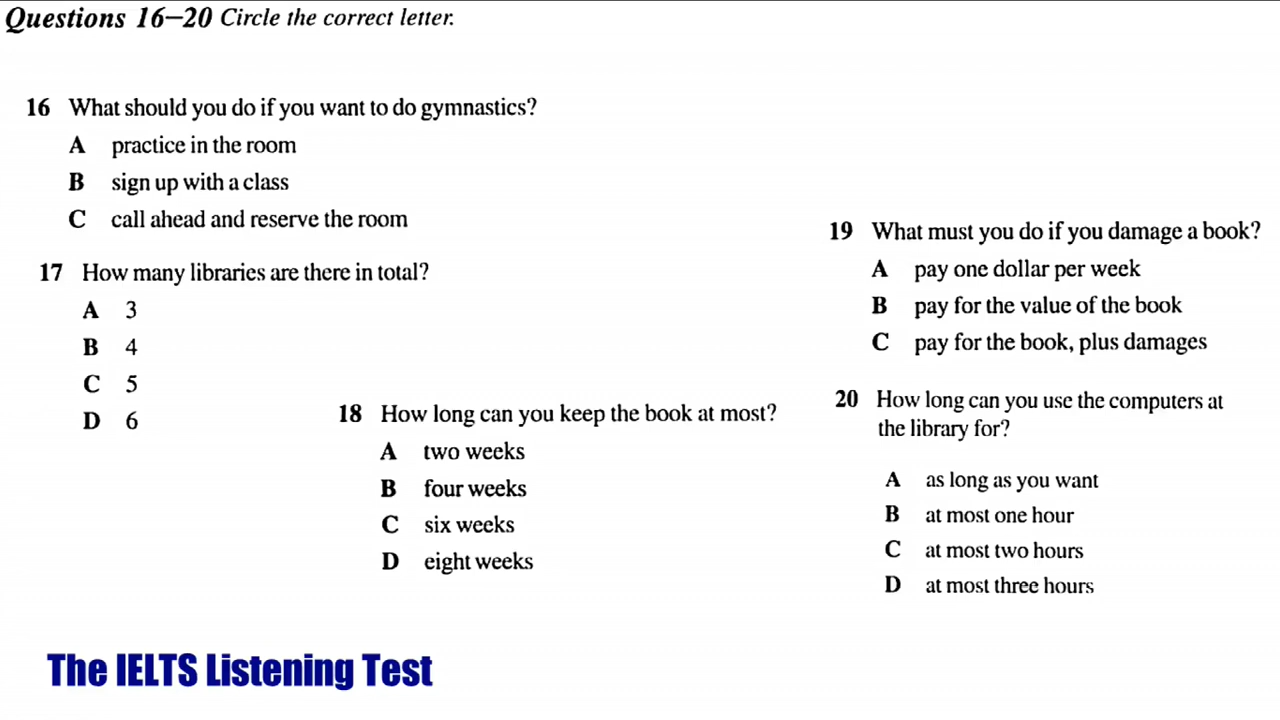 Questions 16–20 Circle the correct letter.
16 What should you do if you want to do gymnastics?
A practice in the room
B sign up with a class
C call ahead and reserve the room
17 How many libraries are there in total?
A 3
B 4
C 5
D 6
18 How long can you keep the book at most?
A two weeks
B four weeks
C six weeks
D eight weeks
19 What must you do if you damage a book?
A pay one dollar per week
B pay for the value of the book
C pay for the book, plus damages
20 How long can you use the computers at
the library for?
A as long as you want
B at most one hour
C at most two hours
D at most three hours
The IELTS Listening Test